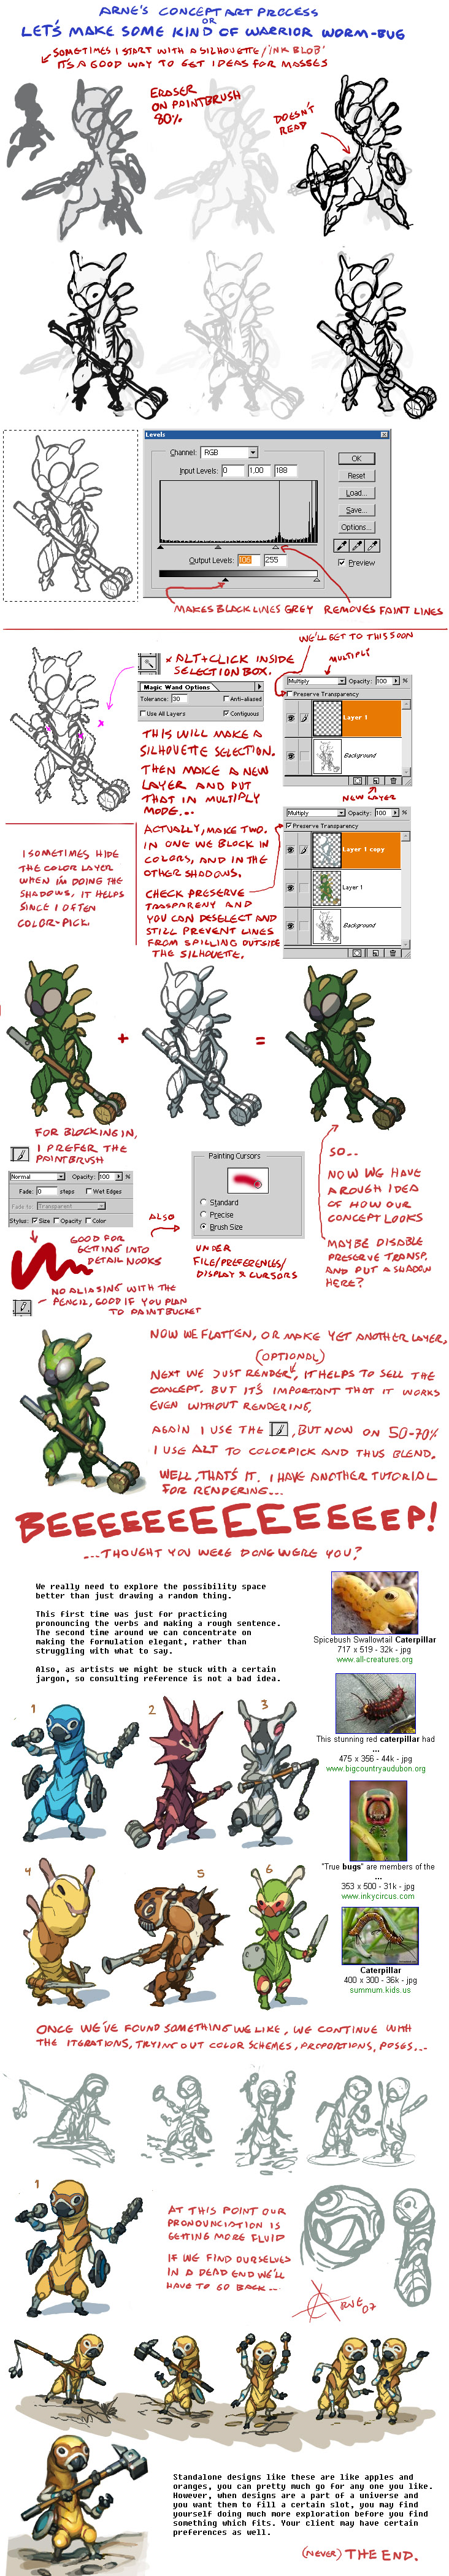 ARNE'S CONCEPT ART PROCESS
OR
LET'S MAKE SOME KIND OF WARRIOR WORM-BUG
SOMETIMES I START WITH A SILHOUETTE/'INK BLOB'
IT'S A GOOD WAY TO GET IDEAS FOR MASSES
ERASER
ON PAINTBRUSH
80%
DOESN'T
READ
Levels
Channel: RGB
Input Levels: 0 1,00 188
Output Levels: 106 255
OK
Reset
Load...
Save...
Options...
Preview
MAKES BLACK LINES GREY
REMOVES FAINT LINES
WE'LL GET TO THIS SOON
MULTIPLY
× ALT+CLICK INSIDE
SELECTION BOX.
Magic Wand Options
Tolerance: 30
Anti-aliased
Use All Layers
Contiguous
Multiply Opacity: 100 %
Preserve Transparency
Layer 1
Background
NEW LAYER
THIS WILL MAKE A
SILHOUETTE SELECTION.
THEN MAKE A NEW
LAYER AND PUT
THAT IN MULTIPLY
MODE...
Multiply Opacity: 100 %
Preserve Transparency
Layer 1 copy
Layer 1
Background
ACTUALLY, MAKE TWO.
IN ONE WE BLOCK IN
COLORS, AND IN THE
OTHER SHADOWS.
CHECK PRESERVE
TRASPARENY AND
YOU CAN DESELECT AND
STILL PREVENT LINES
FROM SPILLING OUTSIDE
THE SILHOUETTE.
I SOMETIMES HIDE
THE COLOR LAYER
WHEN I'M DOING THE
SHADOWS. IT HELPS
SINCE I OFTEN
COLOR-PICK.
+
=
FOR BLOCKING IN,
I PREFER THE
PAINTBRUSH
Normal Opacity: 100 %
Fade: 0 steps Wet Edges
Fade to: Transparent
Stylus: Size Opacity Color
GOOD FOR
GETTING INTO
DETAIL NOOKS
NO ALIASING WITH THE
PENCIL, GOOD IF YOU PLAN
TO PAINTBUCKET
ALSO
Painting Cursors
Standard
Precise
Brush Size
UNDER
FILE/PREFERENCES/
DISPLAY & CURSORS
SO..
NOW WE HAVE
A ROUGH IDEA
OF HOW OUR
CONCEPT LOOKS
MAYBE DISABLE
PRESERVE TRANSP.
AND PUT A SHADOW
HERE?
NOW WE FLATTEN, OR MAKE YET ANOTHER LAYER,
(OPTIONAL)
NEXT WE JUST RENDER, IT HELPS TO SELL THE
CONCEPT. BUT IT'S IMPORTANT THAT IT WORKS
EVEN WITHOUT RENDERING.
AGAIN I USE THE , BUT NOW ON 50-70%
I USE ALT TO COLORPICK AND THUS BLEND.
WELL, THAT'S IT. I HAVE ANOTHER TUTORIAL
FOR RENDERING...
BEEEEEEEEEEEEEEP!
...THOUGHT YOU WERE DONE WERE YOU?
We really need to explore the possibility space
better than just drawing a random thing.
This first time was just for practicing
pronouncing the verbs and making a rough sentence.
The second time around we can concentrate on
making the formulation elegant, rather than
struggling with what to say.
Also, as artists we might be stuck with a certain
jargon, so consulting reference is not a bad idea.
Spicebush Swallowtail Caterpillar
717 x 519 - 32k - jpg
www.all-creatures.org
This stunning red caterpillar had
...
475 x 356 - 44k - jpg
www.bigcountryaudubon.org
"True bugs" are members of the
...
353 x 500 - 31k - jpg
www.inkycircus.com
Caterpillar
400 x 300 - 36k - jpg
summum.kids.us
1
2
3
4
5
6
ONCE WE'VE FOUND SOMETHING WE LIKE, WE CONTINUE WITH
THE ITERATIONS, TRYING OUT COLOR SCHEMES, PROPORTIONS, POSES...
1
AT THIS POINT OUR
PRONOUNCIATION IS
GETTING MORE FLUID
IF WE FIND OURSELVES
IN A DEAD END WE'LL
HAVE TO GO BACK...
ARNE 07
Standalone designs like these are like apples and
oranges, you can pretty much go for any one you like.
However, when designs are a part of a universe and
you want them to fill a certain slot, you may find
yourself doing much more exploration before you find
something which fits. Your client may have certain
preferences as well.
(NEVER) THE END.